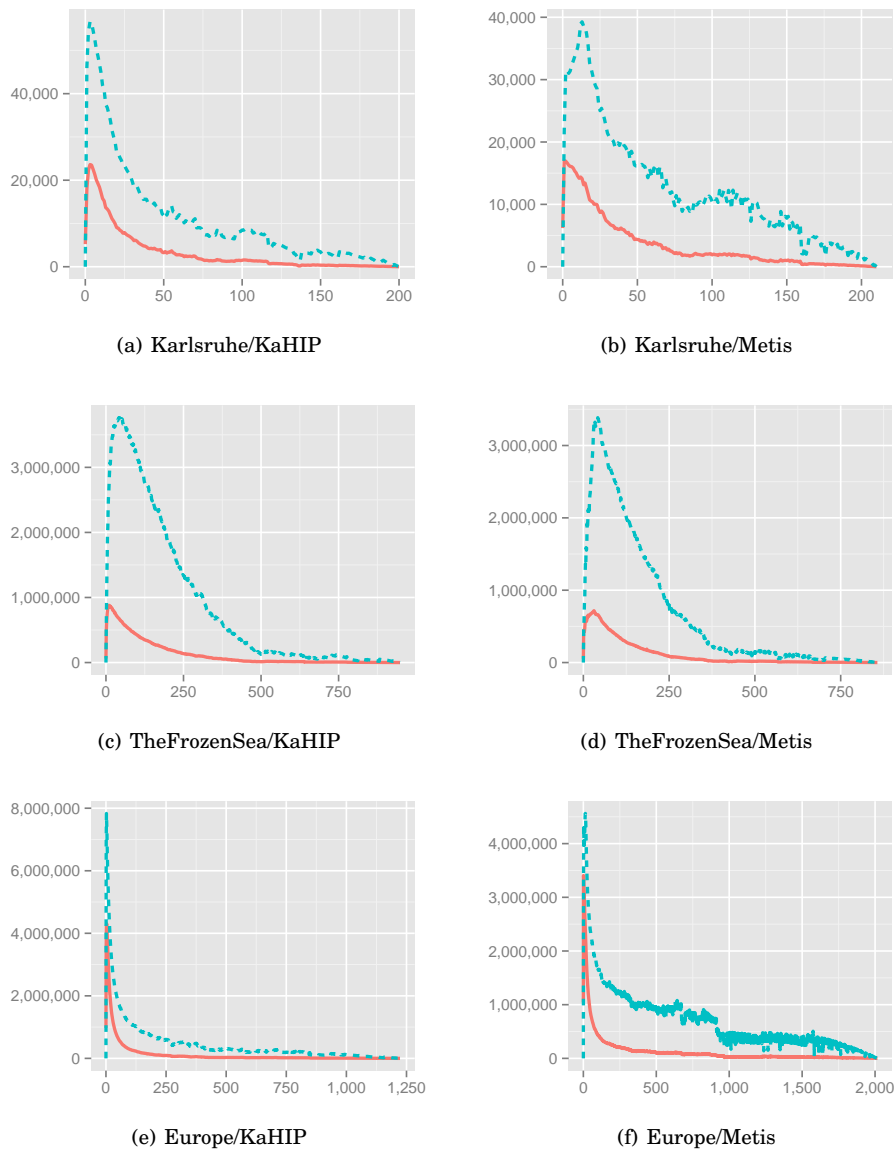 40,000
20,000
0
0 50 100 150 200
(a) Karlsruhe/KaHIP
40,000
30,000
20,000
10,000
0
0 50 100 150 200
(b) Karlsruhe/Metis
3,000,000
2,000,000
1,000,000
0
0 250 500 750
(c) TheFrozenSea/KaHIP
3,000,000
2,000,000
1,000,000
0
0 250 500 750
(d) TheFrozenSea/Metis
8,000,000
6,000,000
4,000,000
2,000,000
0
0 250 500 750 1,000 1,250
(e) Europe/KaHIP
4,000,000
3,000,000
2,000,000
1,000,000
0
0 500 1,000 1,500 2,000
(f) Europe/Metis